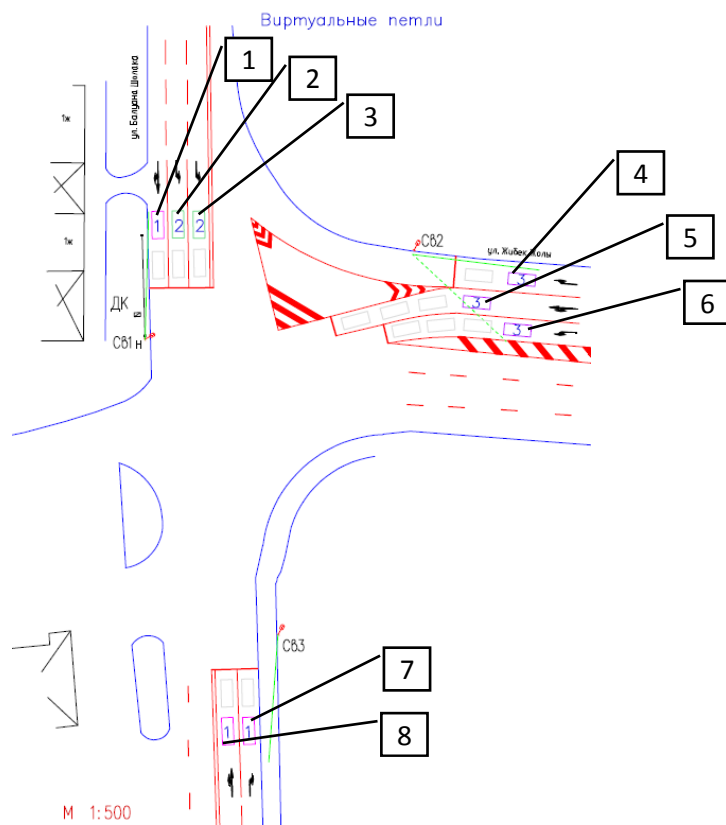 Виртуальные петли
1
2
3
ул. Балуана Шолака
1ж
1 2 2
1ж
ДК
Св1 н
Св2
ул. Жибек Жолы
4
5
6
3
3
3
Св3
7
8
1 1
М 1:500